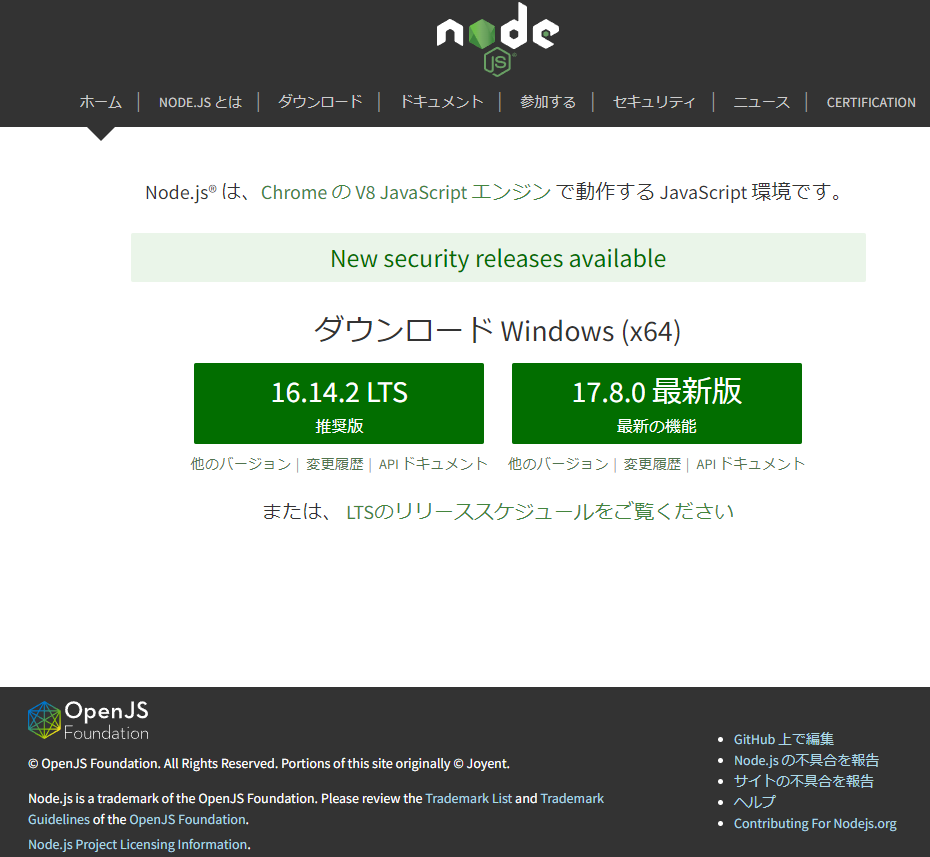 node
JS
ホーム | NODE.JS とは | ダウンロード | ドキュメント | 参加する | セキュリティ | ニュース | CERTIFICATION
Node.js® は、Chrome の V8 JavaScript エンジン で動作する JavaScript 環境です。
New security releases available
ダウンロード Windows (x64)
16.14.2 LTS
推奨版
17.8.0 最新版
最新の機能
他のバージョン | 変更履歴 | API ドキュメント
他のバージョン | 変更履歴 | API ドキュメント
または、 LTSのリリーススケジュールをご覧ください
OpenJS
Foundation
© OpenJS Foundation. All Rights Reserved. Portions of this site originally © Joyent.
Node.js is a trademark of the OpenJS Foundation. Please review the Trademark List and Trademark
Guidelines of the OpenJS Foundation.
Node.js Project Licensing Information.
GitHub 上で編集
Node.js の不具合を報告
サイトの不具合を報告
ヘルプ
Contributing For Nodejs.org